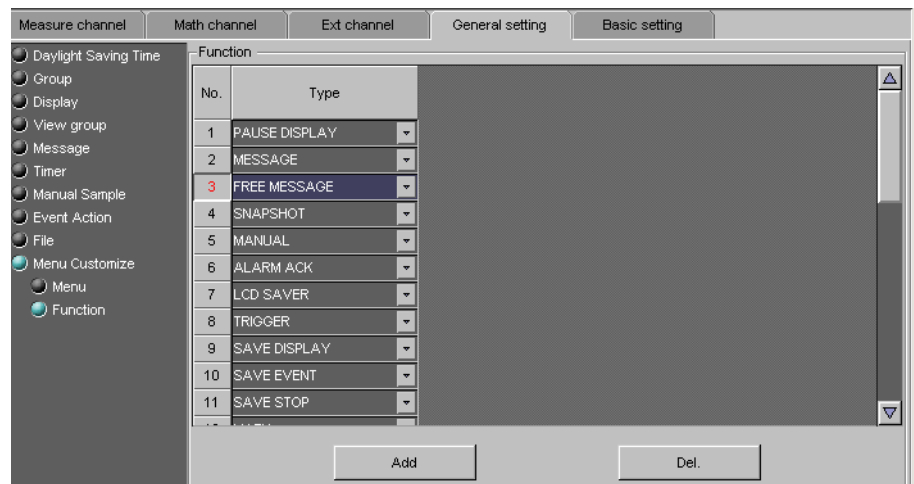 Measure channel Math channel Ext channel General setting Basic setting
Daylight Saving Time
Group
Display
View group
Message
Timer
Manual Sample
Event Action
File
Menu Customize
Menu
Function
Function
No. Type
1 PAUSE DISPLAY
2 MESSAGE
3 FREE MESSAGE
4 SNAPSHOT
5 MANUAL
6 ALARM ACK
7 LCD SAVER
8 TRIGGER
9 SAVE DISPLAY
10 SAVE EVENT
11 SAVE STOP
Add Del.